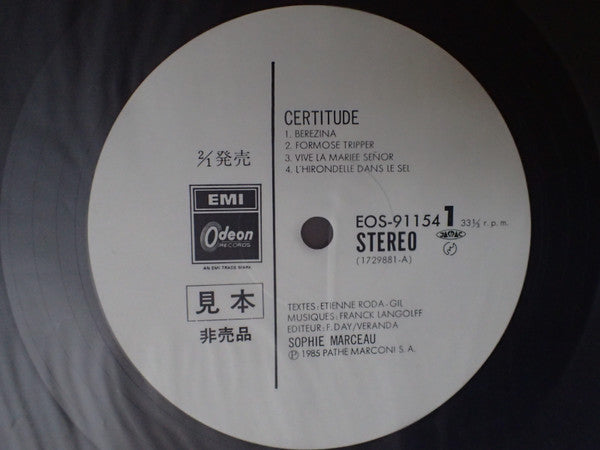 CERTITUDE
1. BEREZINA
2. FORMOSE TRIPPER
3. VIVE LA MARIEE SEÑOR
4. L'HIRONDELLE DANS LE SEL
2/1発売
EMI
Odeon
RECORDS
AN EMI TRADE MARK
見本
非売品
EOS-91154 1 33⅓ r.p.m.
STEREO
(1729881-A)
TEXTES: ETIENNE RODA-GIL
MUSIQUES: FRANCK LANGOLFF
EDITEUR: F. DAY/VERANDA
SOPHIE MARCEAU
Ⓟ 1985 PATHE MARCONI S.A.